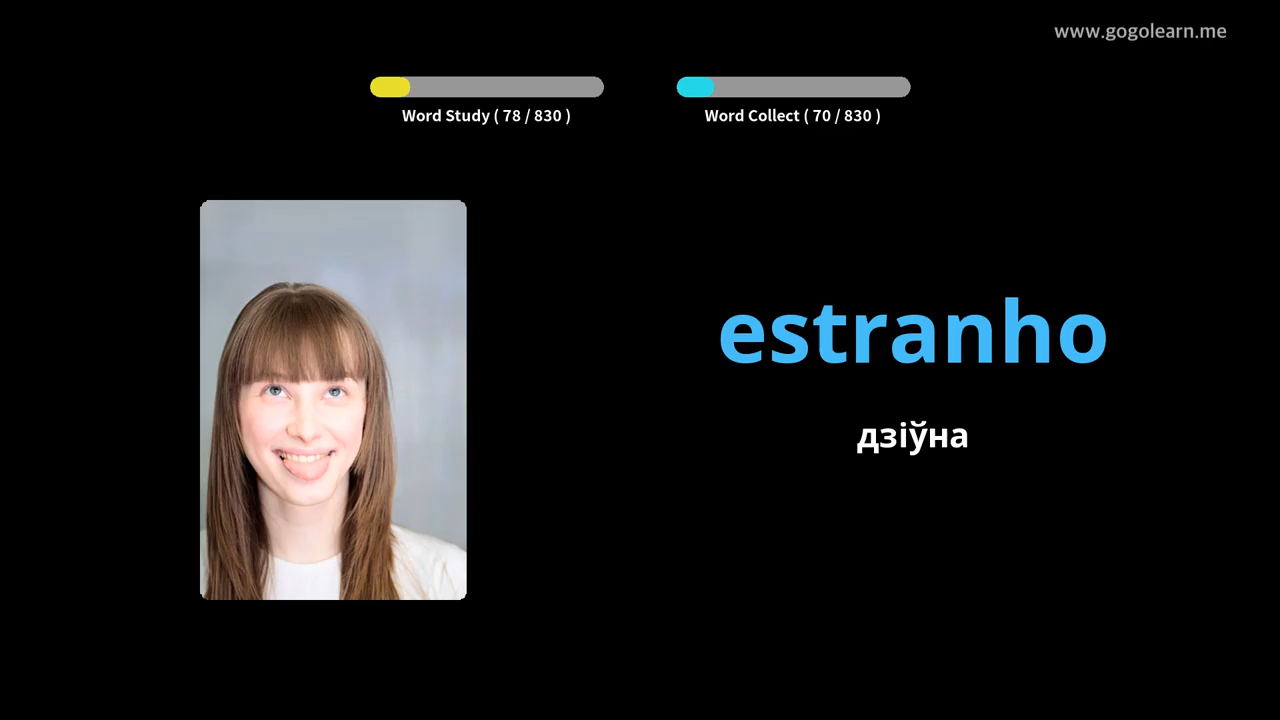 www.gogolearn.me
Word Study ( 78 / 830 )
Word Collect ( 70 / 830 )
estranho
дзіўна